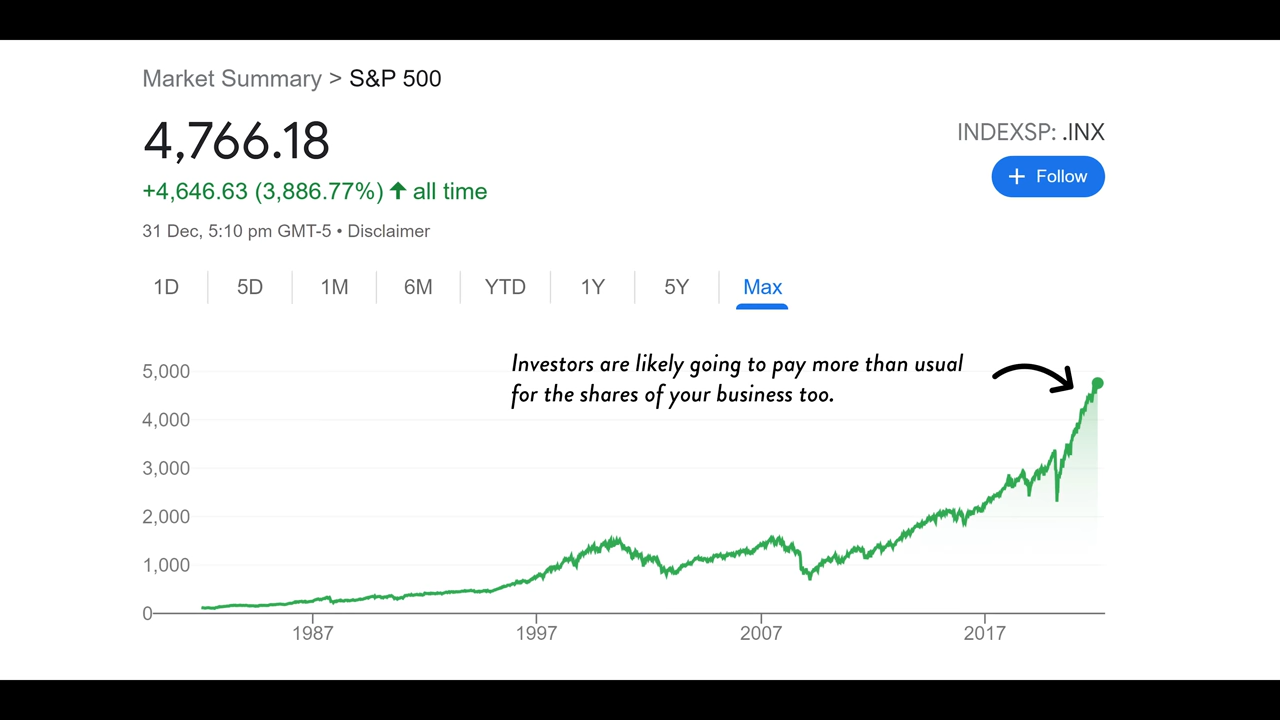 Market Summary > S&P 500
4,766.18
INDEXSP: .INX
+ Follow
+4,646.63 (3,886.77%) ↑ all time
31 Dec, 5:10 pm GMT-5 • Disclaimer
1D 5D 1M 6M YTD 1Y 5Y Max
Investors are likely going to pay more than usual
for the shares of your business too.
5,000
4,000
3,000
2,000
1,000
0
1987 1997 2007 2017